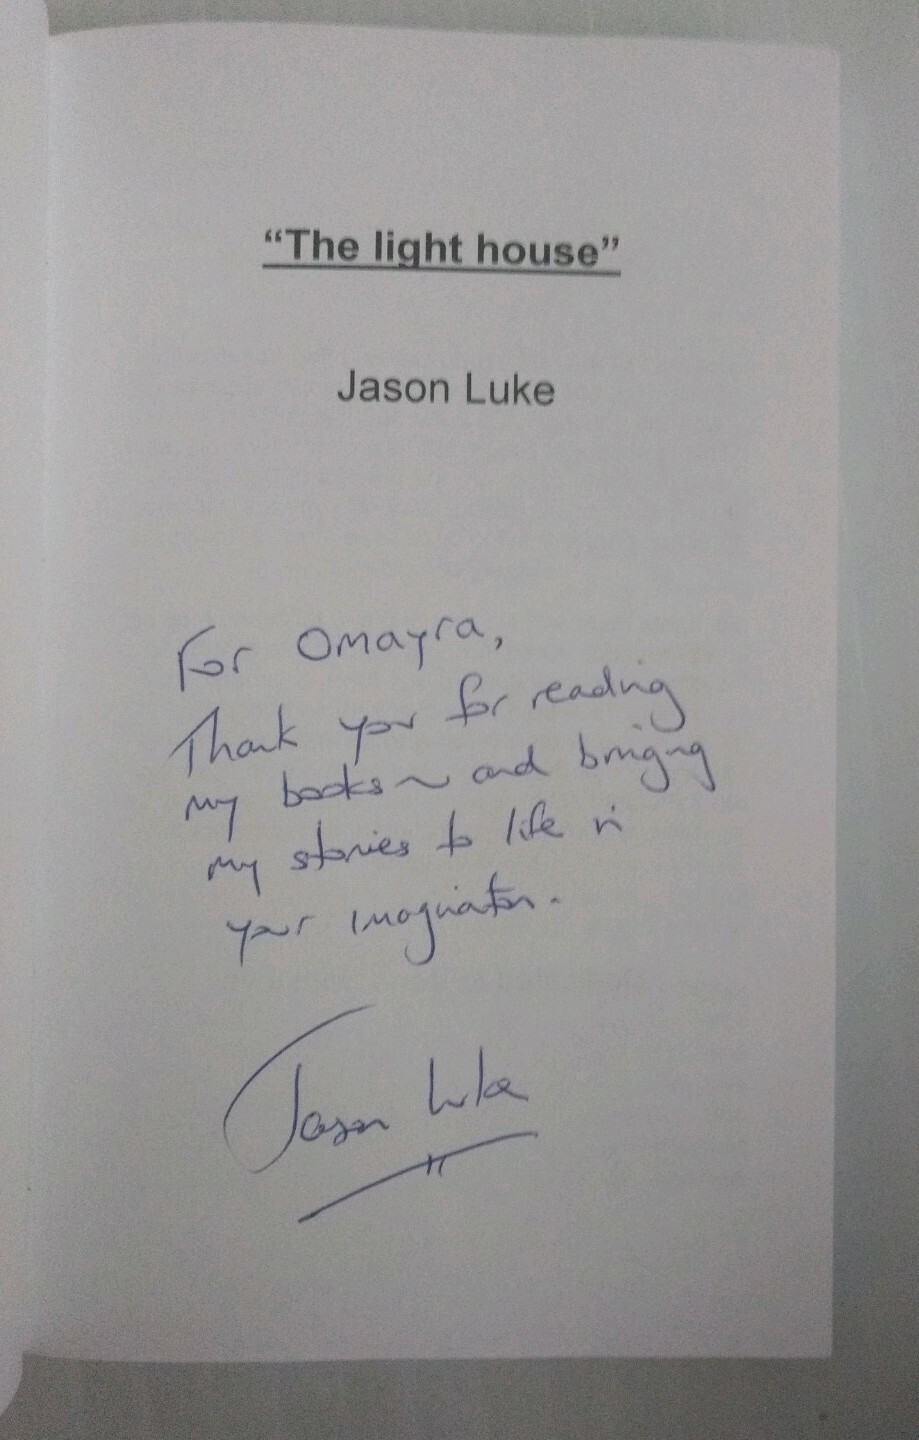 “The light house”
Jason Luke
For Omayra,
Thank you for reading
my books ~ and bringing
my stories to life in
your imagination.
Jason Luke